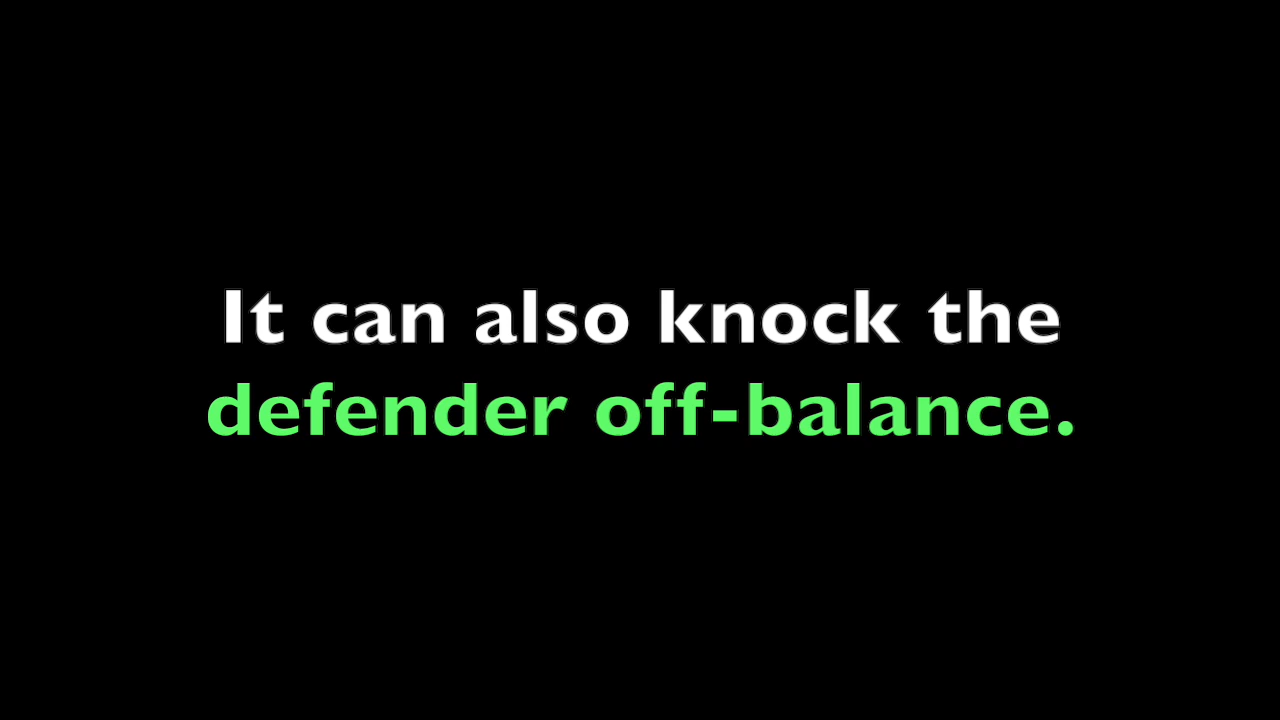 It can also knock the
defender off-balance.